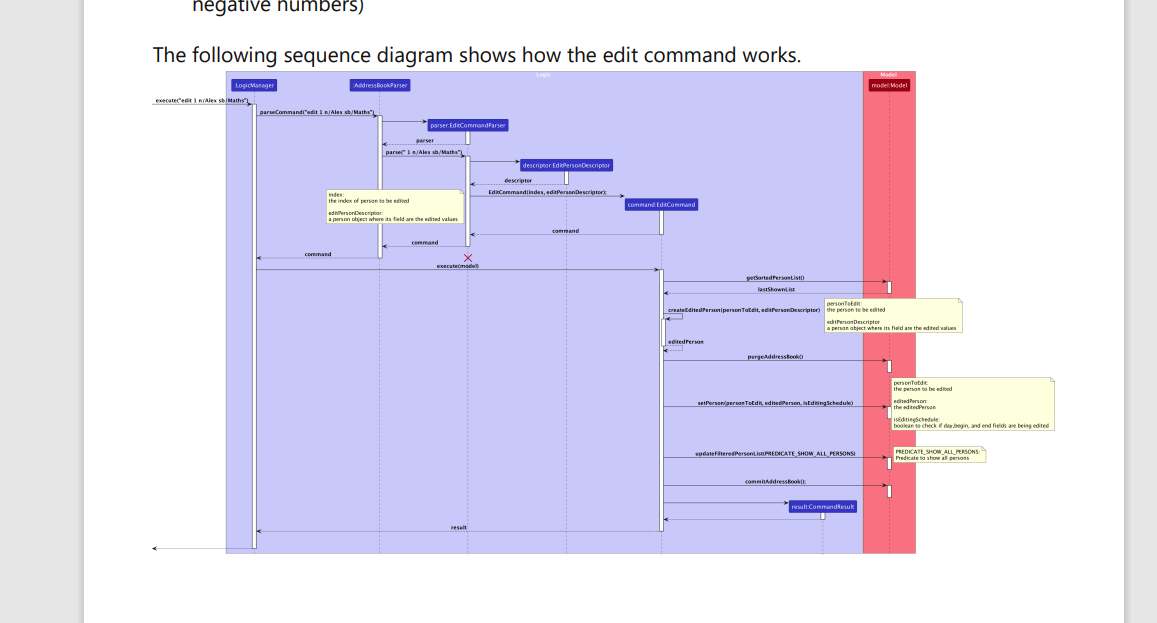 negative numbers)
The following sequence diagram shows how the edit command works.
Logic
Model
LogicManager
AddressBookParser
model:Model
execute("edit 1 n/Alex sb/Maths")
parseCommand("edit 1 n/Alex sb/Maths")
parser:EditCommandParser
parser
parse(" 1 n/Alex sb/Maths")
descriptor:EditPersonDescriptor
descriptor
EditCommand(index, editPersonDescriptor);
index:
the index of person to be edited
editPersonDescriptor:
a person object where its field are the edited values
command:EditCommand
command
command
command
execute(model)
getSortedPersonList()
lastShownList
createEditedPerson(personToEdit, editPersonDescriptor)
personToEdit:
the person to be edited
editPersonDescriptor
a person object where its field are the edited values
editedPerson
purgeAddressBook()
personToEdit:
the person to be edited
editedPerson:
the editedPerson
isEditingSchedule:
boolean to check if day,begin, and end fields are being edited
setPerson(personToEdit, editedPerson, isEditingSchedule)
updateFilteredPersonList(PREDICATE_SHOW_ALL_PERSONS)
PREDICATE_SHOW_ALL_PERSONS:
Predicate to show all persons
commitAddressBook();
result:CommandResult
result